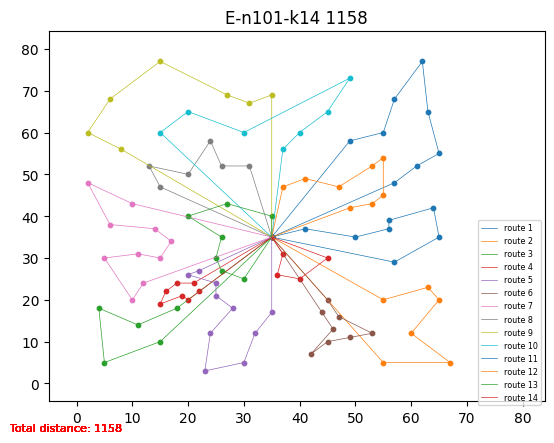 E-n101-k14 1158
80
70
60
50
40
30
20
10
0
0 10 20 30 40 50 60 70 80
route 1
route 2
route 3
route 4
route 5
route 6
route 7
route 8
route 9
route 10
route 11
route 12
route 13
route 14
Total distance: 1158